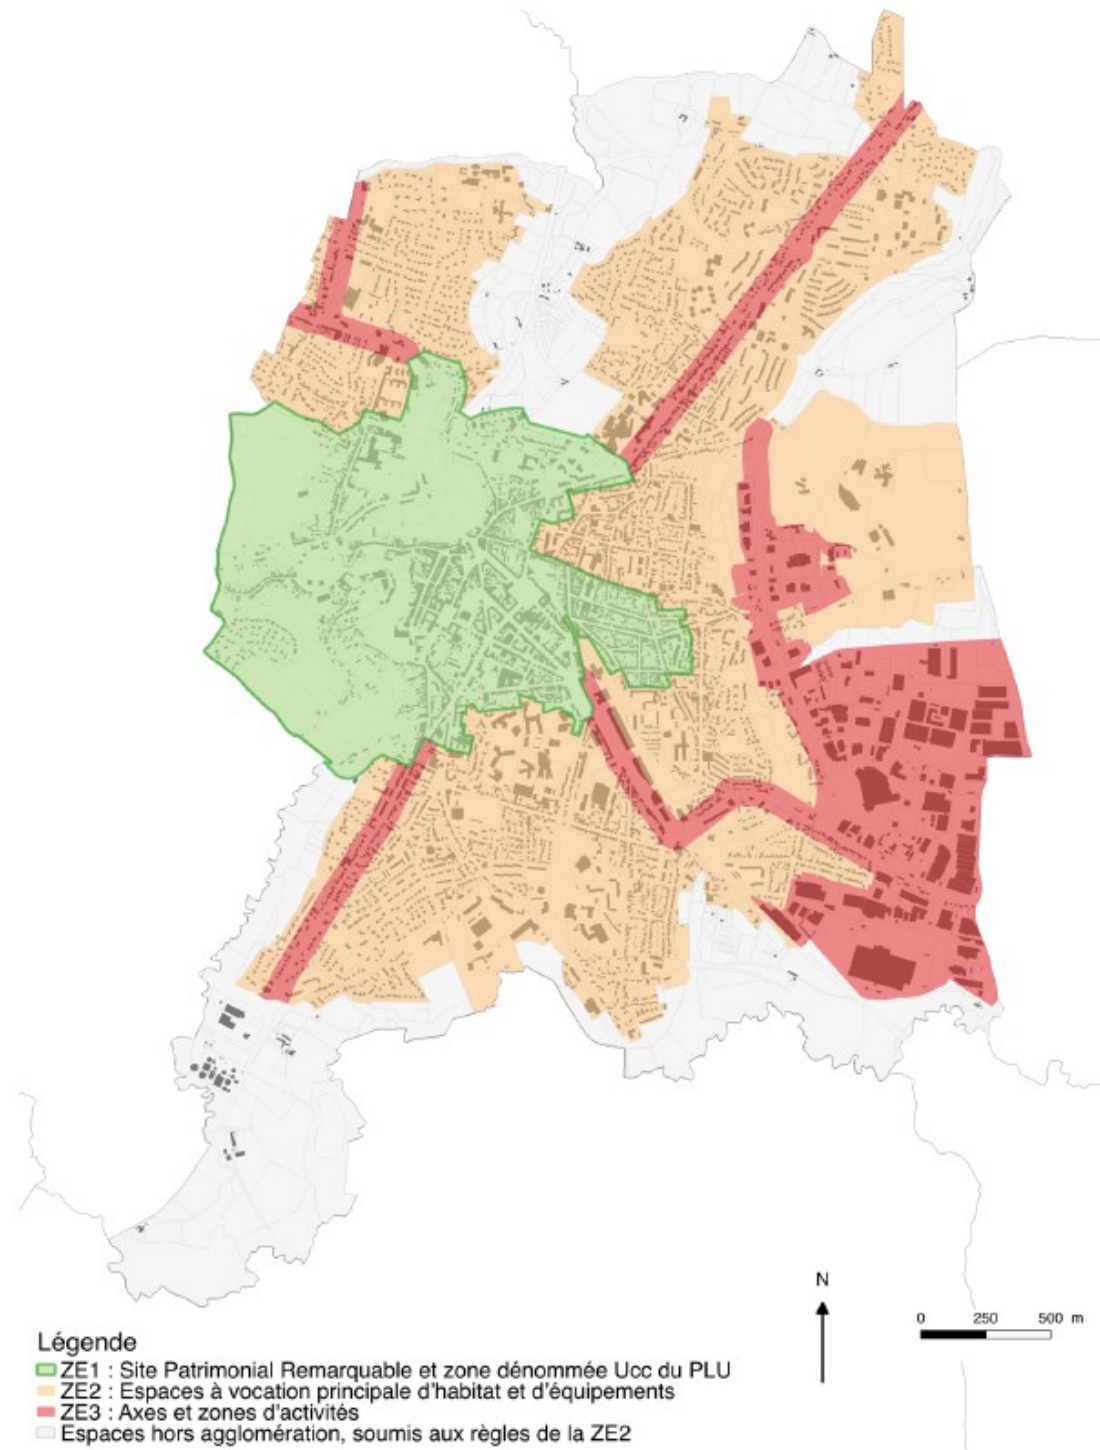 N
0 250 500 m
Légende
ZE1 : Site Patrimonial Remarquable et zone dénommée Ucc du PLU
ZE2 : Espaces à vocation principale d'habitat et d'équipements
ZE3 : Axes et zones d'activités
Espaces hors agglomération, soumis aux règles de la ZE2